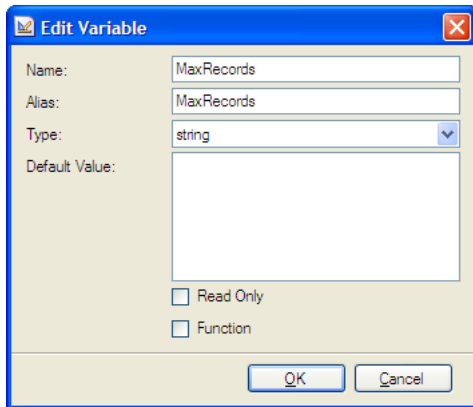 Edit Variable
Name: MaxRecords
Alias: MaxRecords
Type: string
Default Value:
Read Only
Function
OK Cancel